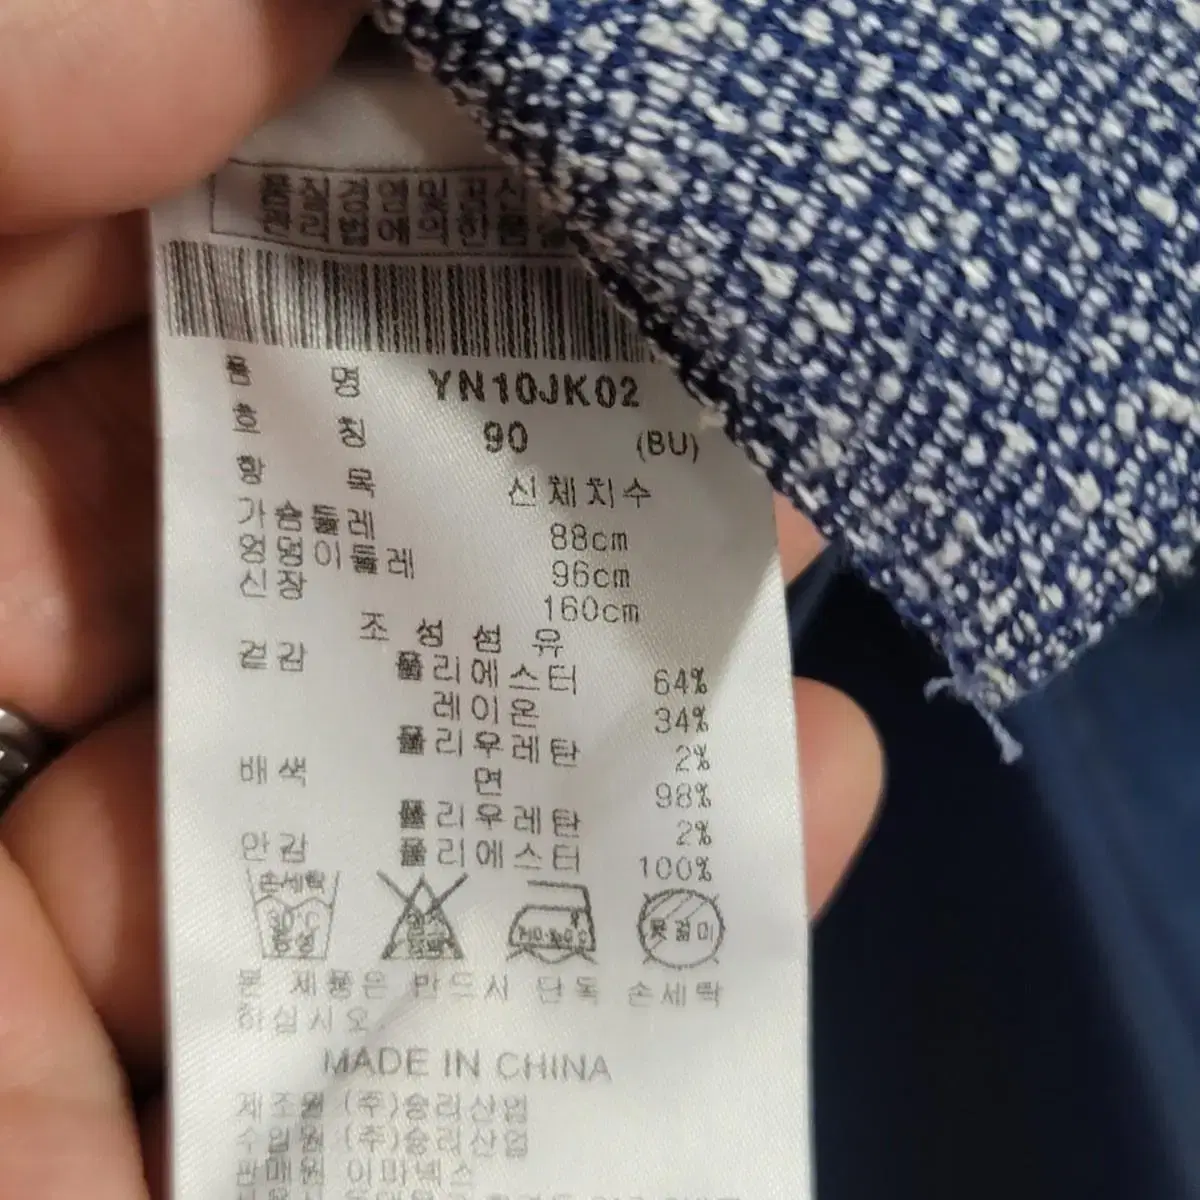 품질경영및공산
관리법에의한품질
품 명 YN10JK02
호 칭 90 (BU)
항 목 신체치수
가슴둘레 88cm
엉덩이둘레 96cm
신장 160cm
조성섬유
겉감 폴리에스터 64%
레이온 34%
폴리우레탄 2%
배색 면 98%
폴리우레탄 2%
안감 폴리에스터 100%
손세탁
30°C
중성
본 제품은 반드시 단독 손세탁
하십시오.
MADE IN CHINA
제조원 (주)승리산업
수입원 (주)승리산업
판매원 이마넥스